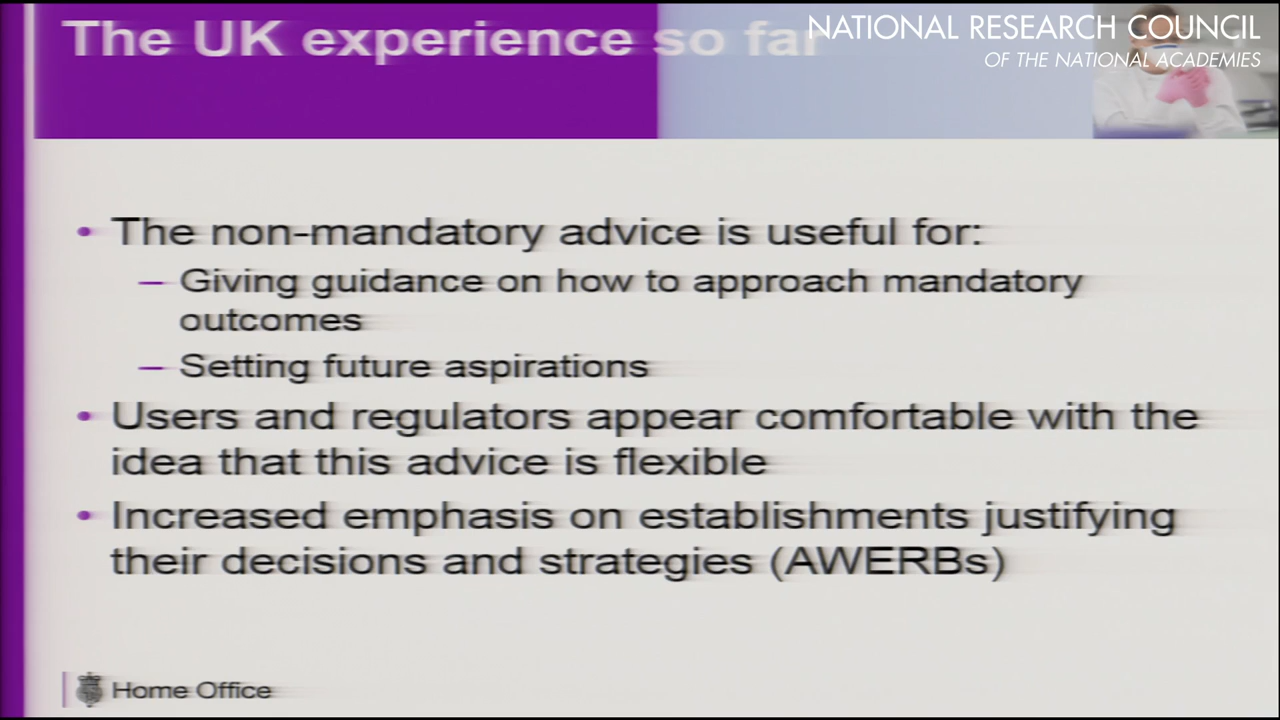 The UK experience so far
NATIONAL RESEARCH COUNCIL
OF THE NATIONAL ACADEMIES
• The non-mandatory advice is useful for:
– Giving guidance on how to approach mandatory
outcomes
– Setting future aspirations
• Users and regulators appear comfortable with the
idea that this advice is flexible
• Increased emphasis on establishments justifying
their decisions and strategies (AWERBs)
Home Office